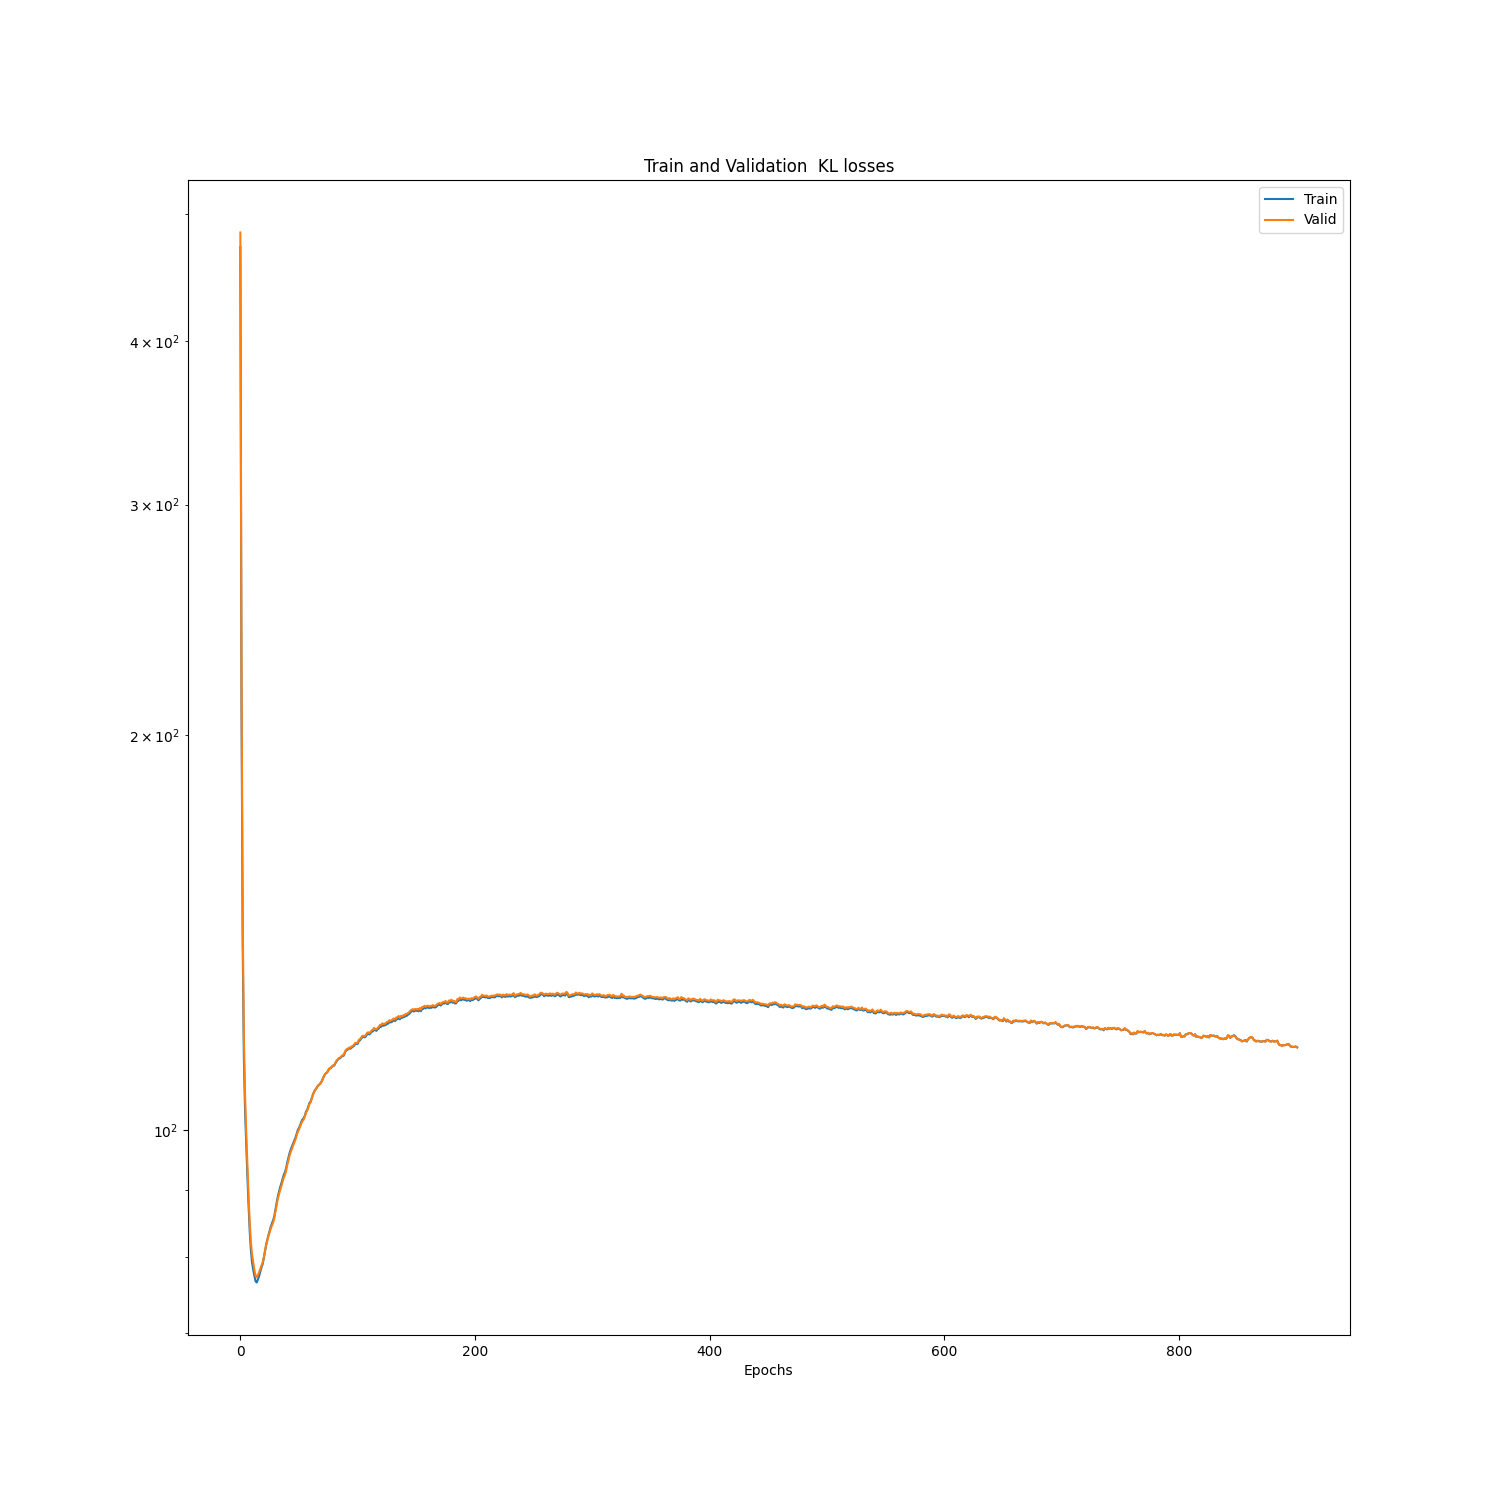 Train and Validation  KL losses
Train
Valid
4 × 10²
3 × 10²
2 × 10²
10²
0 200 400 600 800
Epochs